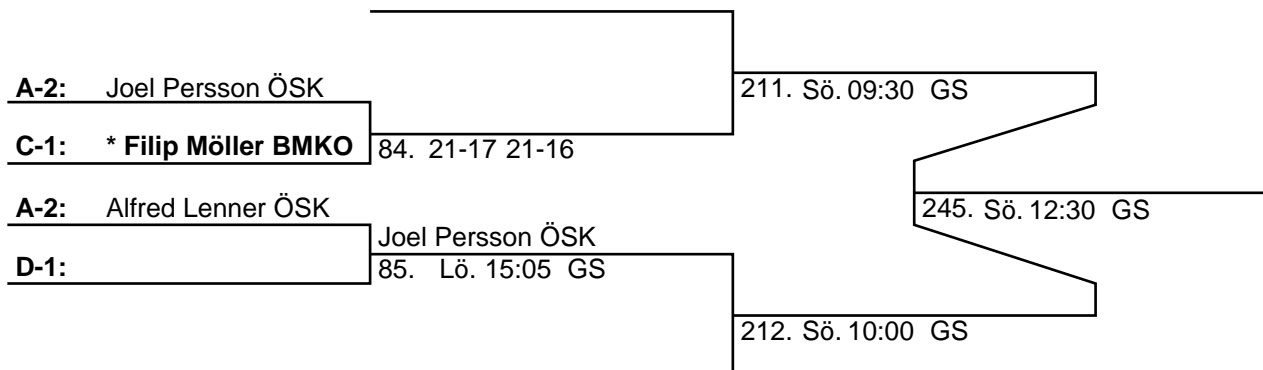 A-2: Joel Persson ÖSK
211. Sö. 09:30 GS
C-1: * Filip Möller BMKO
84. 21-17 21-16
A-2: Alfred Lenner ÖSK
245. Sö. 12:30 GS
Joel Persson ÖSK
D-1:
85. Lö. 15:05 GS
212. Sö. 10:00 GS